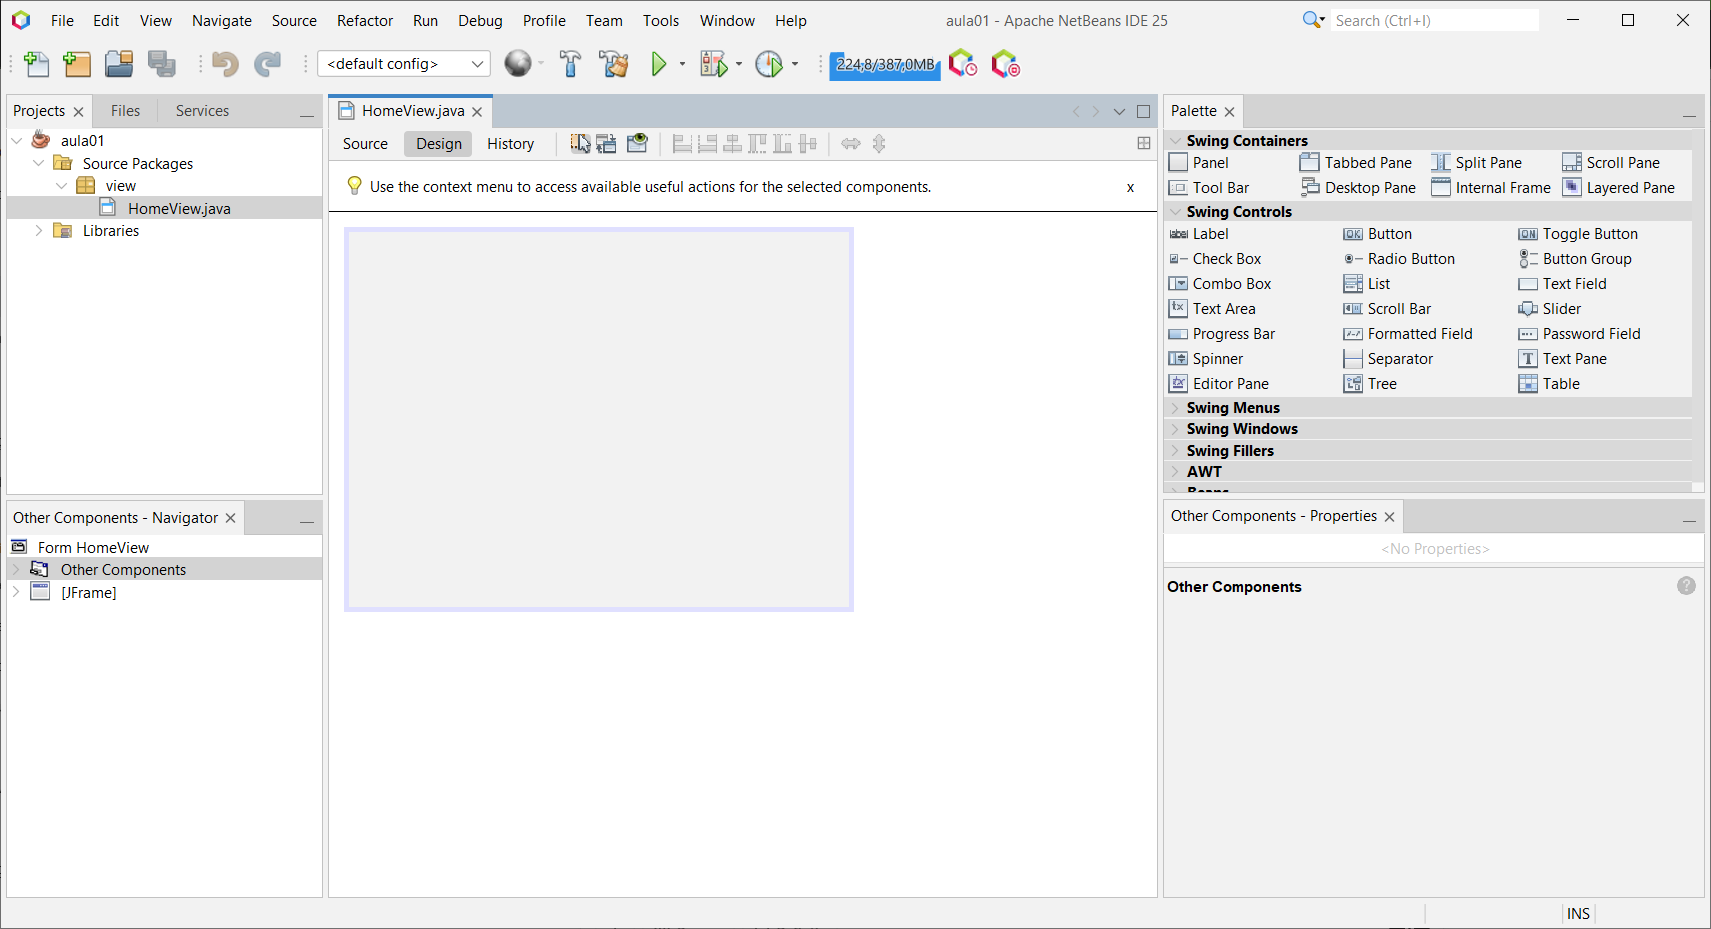 File Edit View Navigate Source Refactor Run Debug Profile Team Tools Window Help aula01 - Apache NetBeans IDE 25 Search (Ctrl+I)
<default config> 224,8/387,0MB
Projects Files Services
aula01
Source Packages
view
HomeView.java
Libraries
Other Components - Navigator
Form HomeView
Other Components
[JFrame]
HomeView.java
Source Design History
Use the context menu to access available useful actions for the selected components. x
Palette
Swing Containers
Panel Tabbed Pane Split Pane Scroll Pane
Tool Bar Desktop Pane Internal Frame Layered Pane
Swing Controls
Label Button Toggle Button
Check Box Radio Button Button Group
Combo Box List Text Field
Text Area Scroll Bar Slider
Progress Bar Formatted Field Password Field
Spinner Separator Text Pane
Editor Pane Tree Table
Swing Menus
Swing Windows
Swing Fillers
AWT
Beans
Other Components - Properties
<No Properties>
Other Components
INS